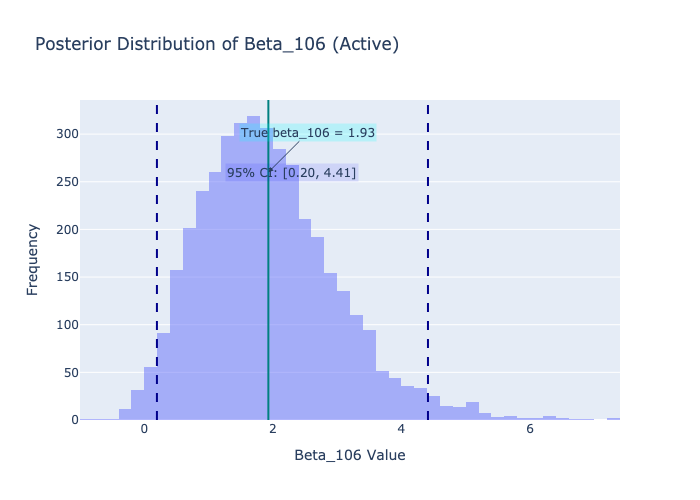 Posterior Distribution of Beta_106 (Active)
True beta_106 = 1.93
95% CI: [0.20, 4.41]
Frequency
300
250
200
150
100
50
0
0 2 4 6
Beta_106 Value